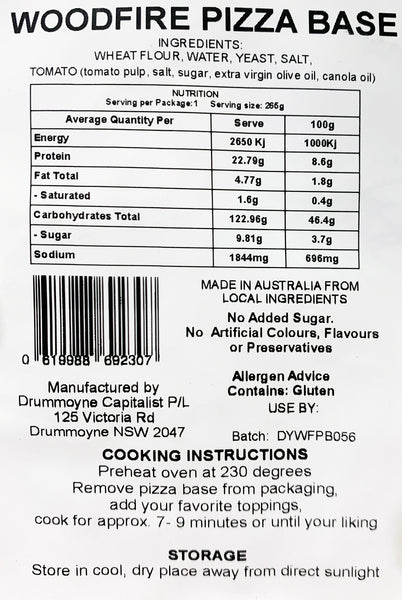 WOODFIRE PIZZA BASE
INGREDIENTS:
WHEAT FLOUR, WATER, YEAST, SALT,
TOMATO (tomato pulp, salt, sugar, extra virgin olive oil, canola oil)
NUTRITION
Serving per Package:1 Serving size: 265g
Average Quantity Per Serve 100g
Energy 2650 Kj 1000Kj
Protein 22.79g 8.6g
Fat Total 4.77g 1.8g
- Saturated 1.6g 0.4g
Carbohydrates Total 122.96g 46.4g
- Sugar 9.81g 3.7g
Sodium 1844mg 696mg
0 619988 692307
Manufactured by
Drummoyne Capitalist P/L
125 Victoria Rd
Drummoyne NSW 2047
MADE IN AUSTRALIA FROM
LOCAL INGREDIENTS
No Added Sugar.
No Artificial Colours, Flavours
or Preservatives
Allergen Advice
Contains: Gluten
USE BY:
Batch: DYWFPB056
COOKING INSTRUCTIONS
Preheat oven at 230 degrees
Remove pizza base from packaging,
add your favorite toppings,
cook for approx. 7- 9 minutes or until your liking
STORAGE
Store in cool, dry place away from direct sunlight